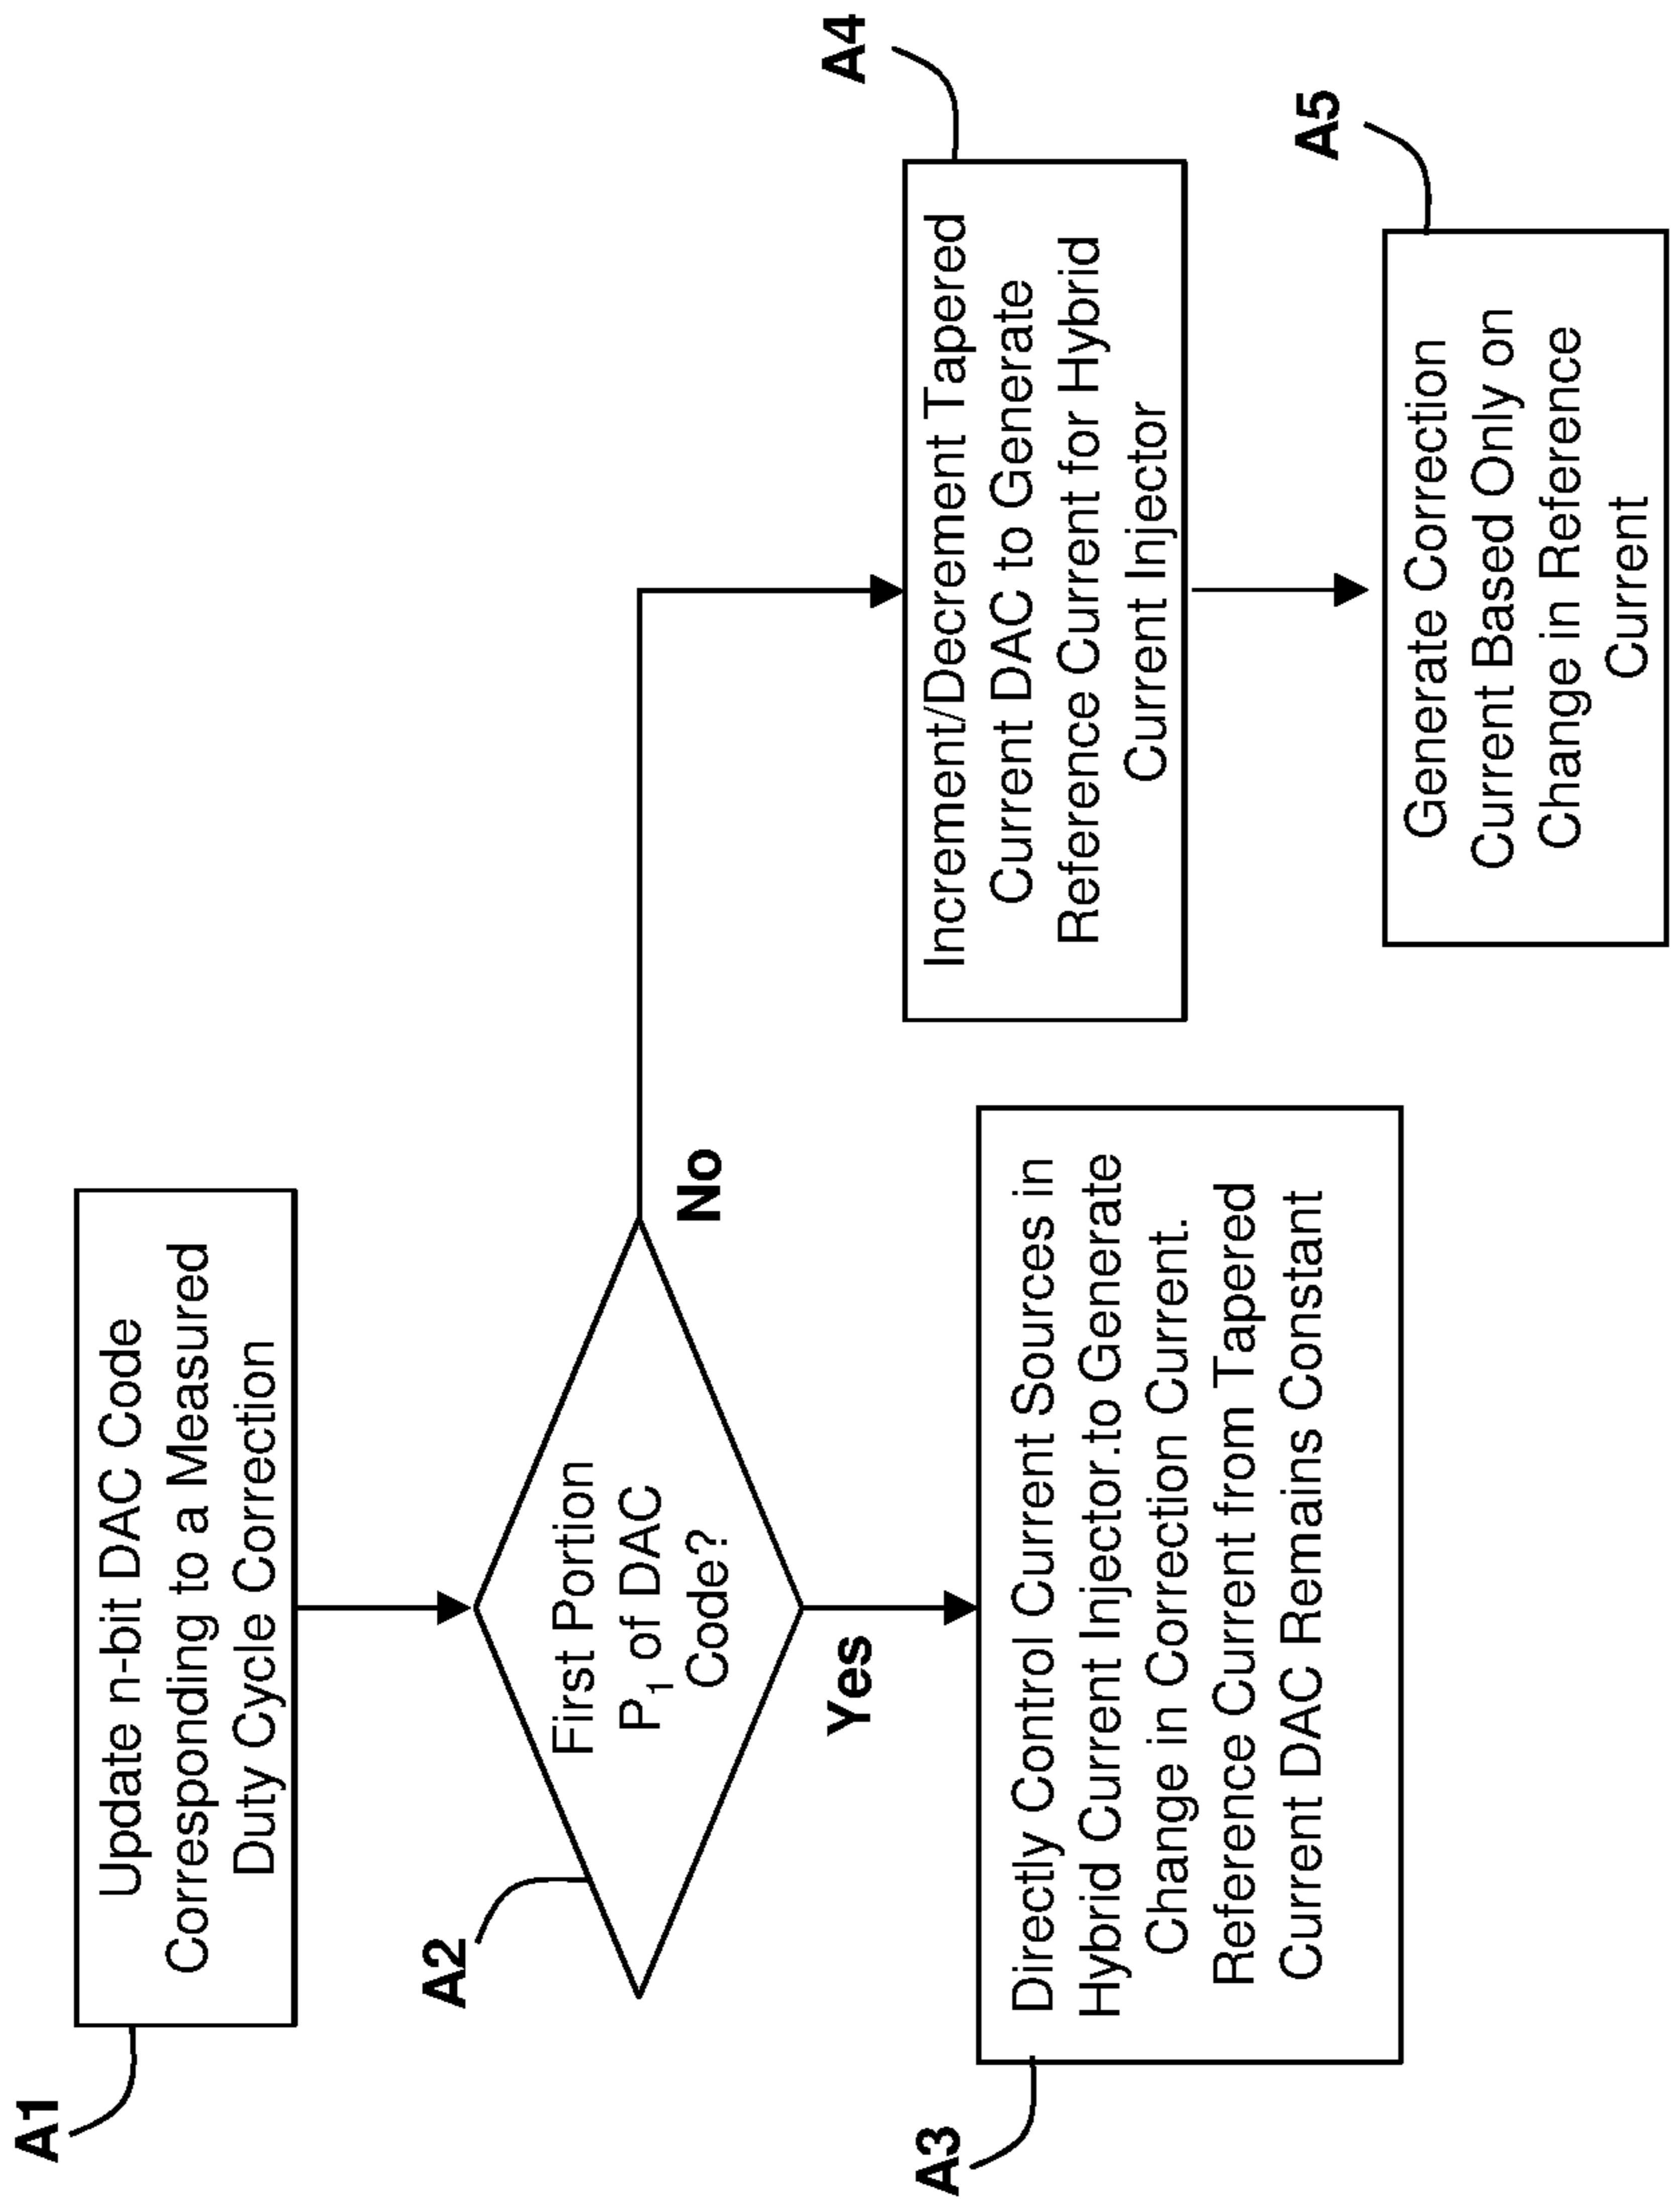 A1
Update n-bit DAC Code
Corresponding to a Measured
Duty Cycle Correction
A2
First Portion
P₁ of DAC
Code?
No
Yes
A3
Directly Control Current Sources in
Hybrid Current Injector.to Generate
Change in Correction Current.
Reference Current from Tapered
Current DAC Remains Constant
A4
Increment/Decrement Tapered
Current DAC to Generate
Reference Current for Hybrid
Current Injector
A5
Generate Correction
Current Based Only on
Change in Reference
Current